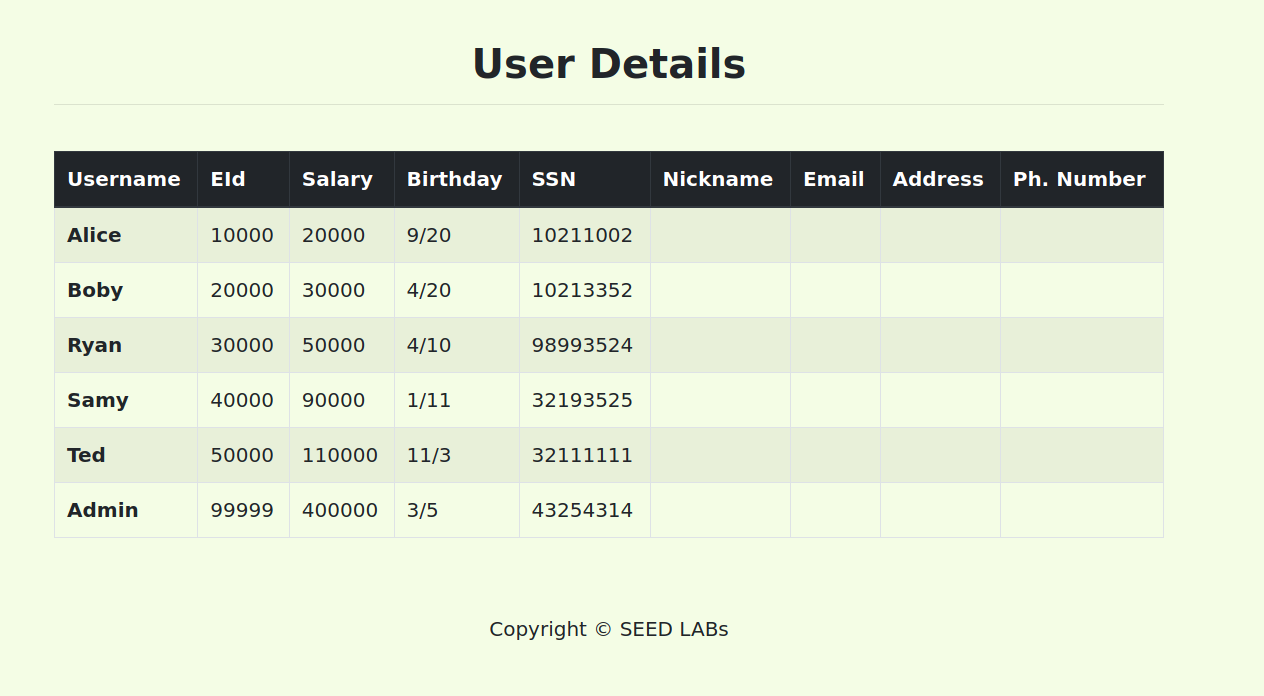 User Details
Username EId Salary Birthday SSN Nickname Email Address Ph. Number
Alice 10000 20000 9/20 10211002
Boby 20000 30000 4/20 10213352
Ryan 30000 50000 4/10 98993524
Samy 40000 90000 1/11 32193525
Ted 50000 110000 11/3 32111111
Admin 99999 400000 3/5 43254314
Copyright © SEED LABs